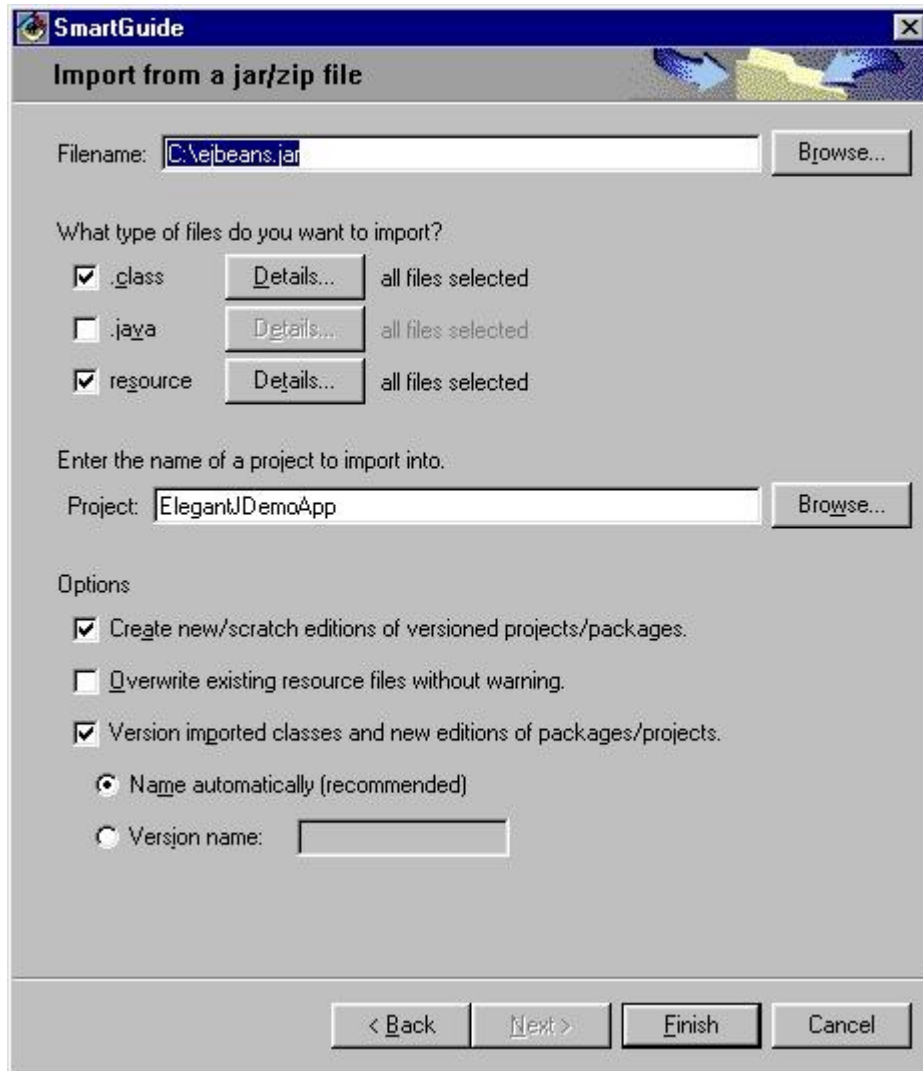 SmartGuide
Import from a jar/zip file
Filename: C:\ejbeans.jar Browse...
What type of files do you want to import?
.class Details... all files selected
.java Details... all files selected
resource Details... all files selected
Enter the name of a project to import into.
Project: ElegantJDemoApp Browse...
Options
Create new/scratch editions of versioned projects/packages.
Overwrite existing resource files without warning.
Version imported classes and new editions of packages/projects.
Name automatically (recommended)
Version name:
< Back Next > Finish Cancel